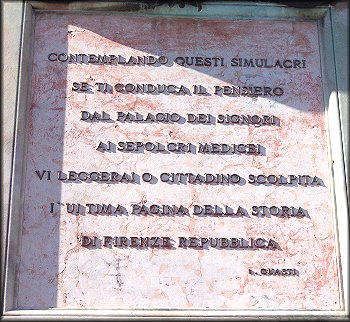 CONTEMPLANDO QUESTI SIMULACRI
SE TI CONDUCA IL PENSIERO
DAL PALAGIO DEI SIGNORI
AI SEPOLCRI MEDICEI
VI LEGGERAI O CITTADINO SCOLPITA
L'ULTIMA PAGINA DELLA STORIA
DI FIRENZE REPUBBLICA
C. GUASTI